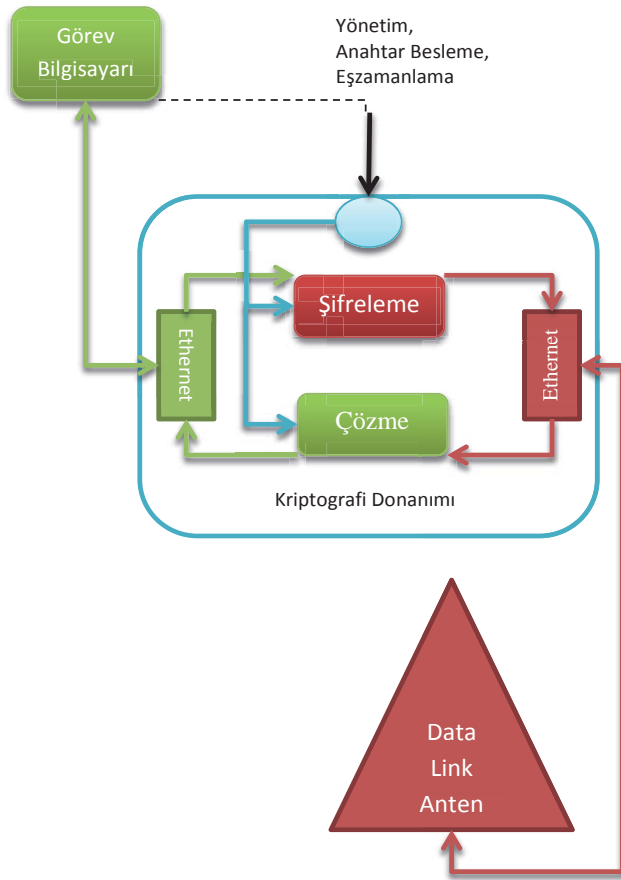 Görev
Bilgisayarı
Yönetim,
Anahtar Besleme,
Eşzamanlama
Şifreleme
Ethernet
Ethernet
Çözme
Kriptografi Donanımı
Data
Link
Anten